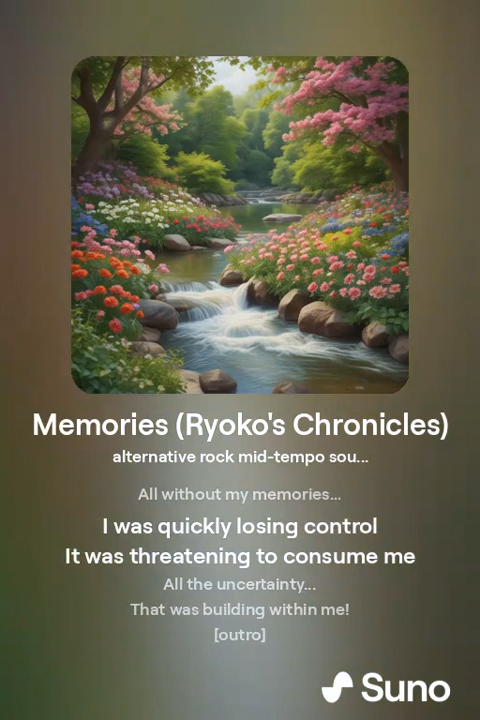 Memories (Ryoko's Chronicles)
alternative rock mid-tempo sou...
All without my memories...
I was quickly losing control
It was threatening to consume me
All the uncertainty...
That was building within me!
[outro]
Suno